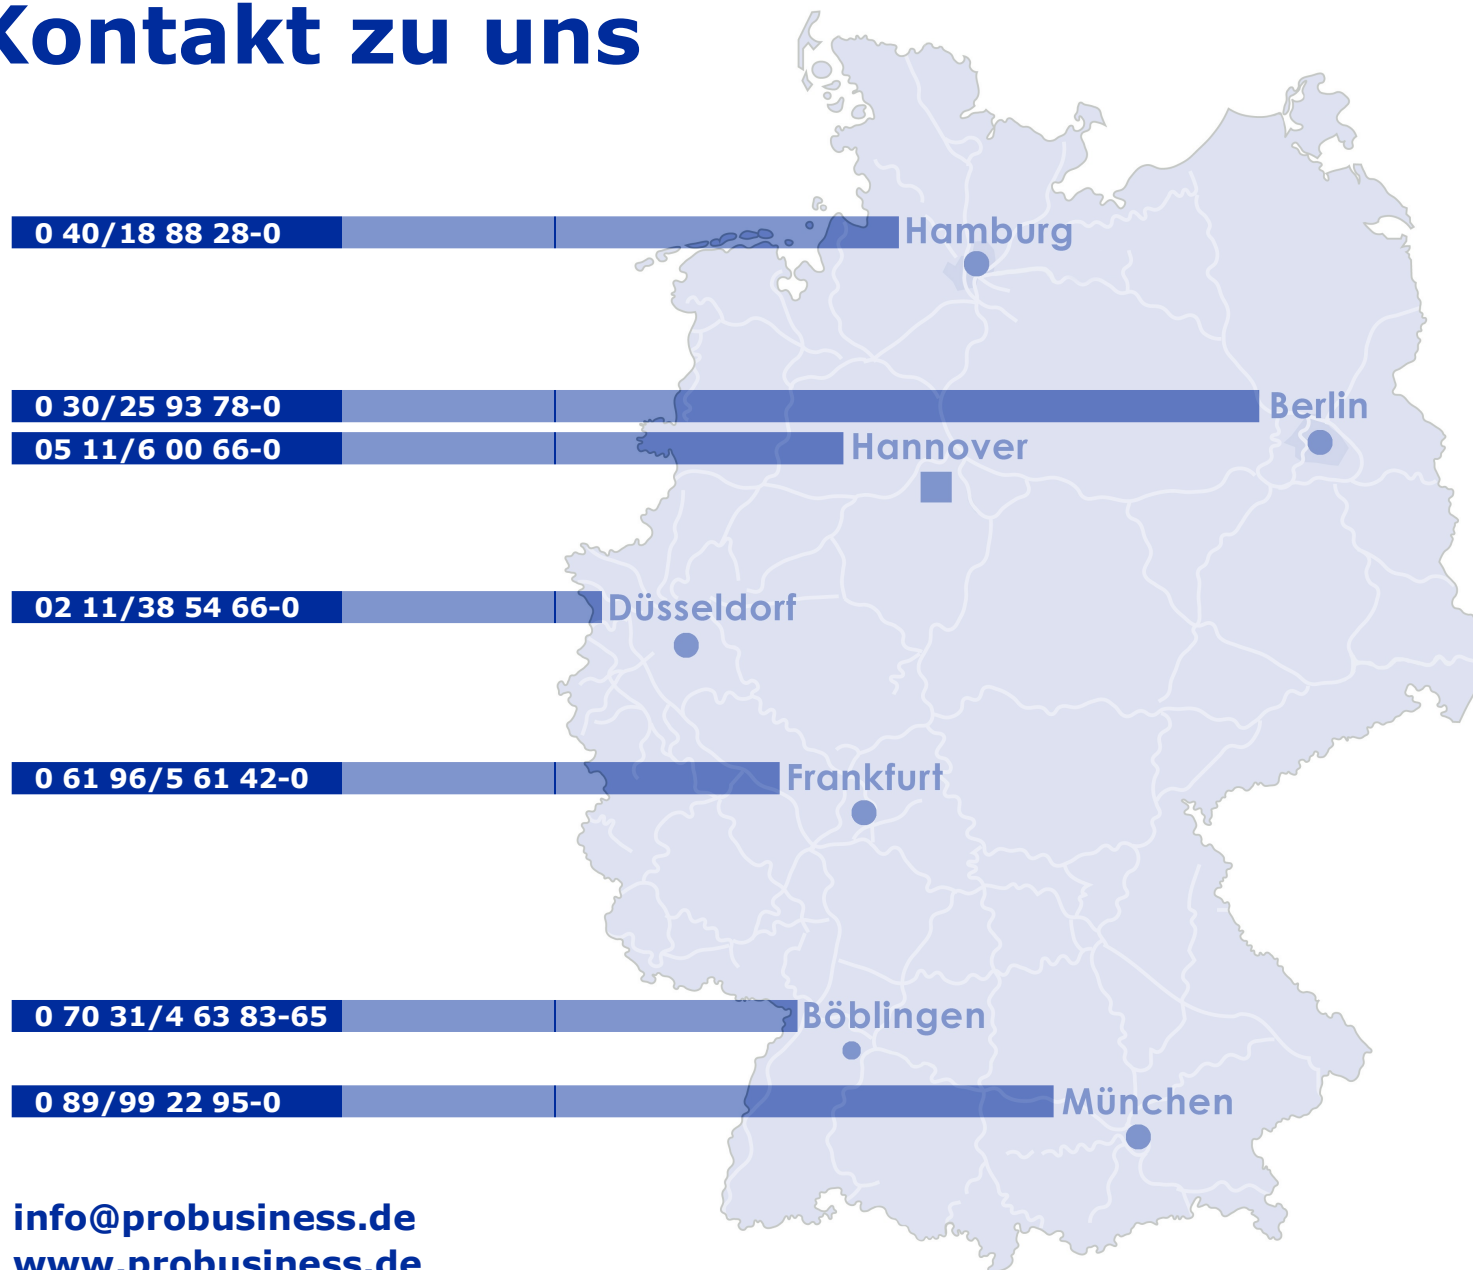 Kontakt zu uns
0 40/18 88 28-0 Hamburg
0 30/25 93 78-0 Berlin
05 11/6 00 66-0 Hannover
02 11/38 54 66-0 Düsseldorf
0 61 96/5 61 42-0 Frankfurt
0 70 31/4 63 83-65 Böblingen
0 89/99 22 95-0 München
info@probusiness.de
www.probusiness.de